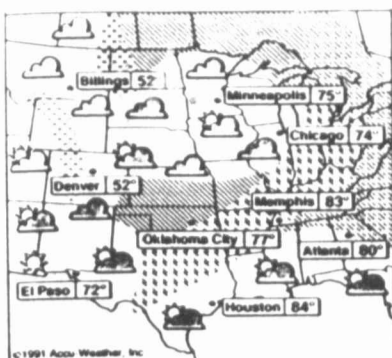 Billings 52°
Minneapolis 75°
Chicago 74°
Denver 52°
Memphis 83°
Oklahoma City 77°
Atlanta 80°
El Paso 72°
Houston 84°
©1991 Accu Weather, Inc